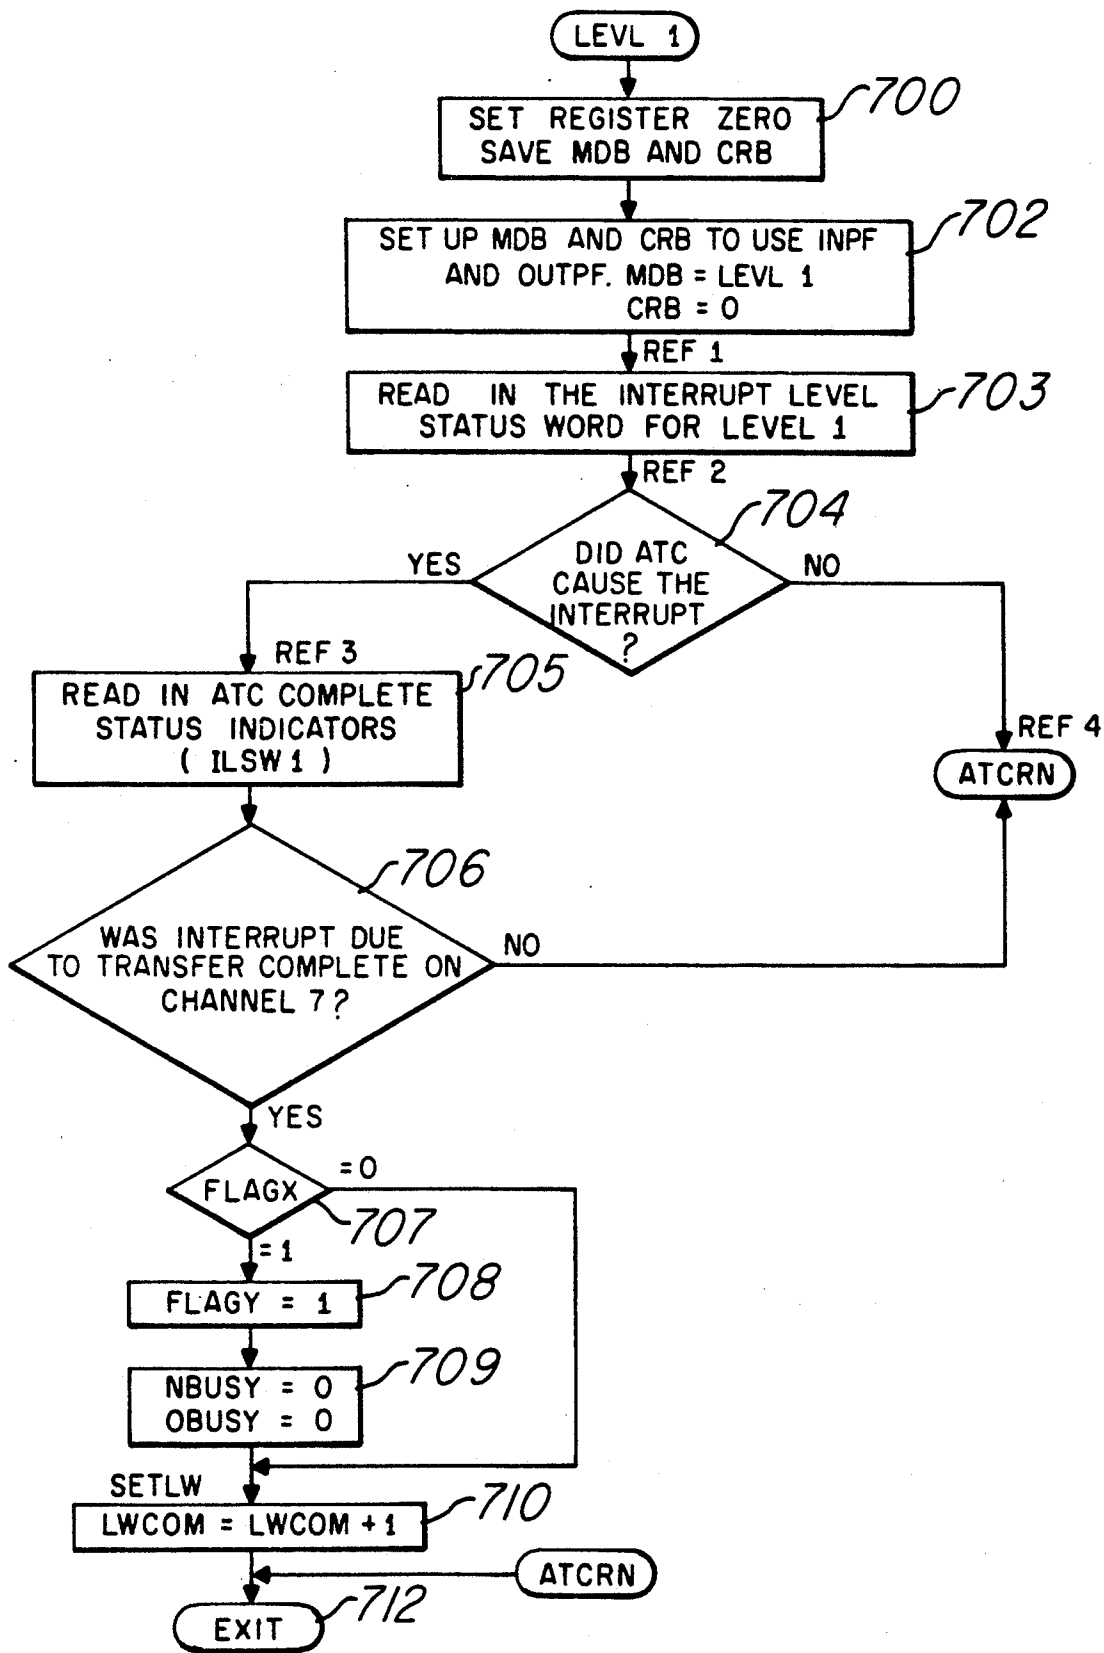 LEVL 1
700
SET REGISTER ZERO
SAVE MDB AND CRB
702
SET UP MDB AND CRB TO USE INPF
AND OUTPF. MDB = LEVL 1
CRB = 0
REF 1
703
READ IN THE INTERRUPT LEVEL
STATUS WORD FOR LEVEL 1
REF 2
704
DID ATC
CAUSE THE
INTERRUPT
?
YES
NO
REF 3
705
READ IN ATC COMPLETE
STATUS INDICATORS
( ILSW 1 )
REF 4
ATCRN
706
WAS INTERRUPT DUE
TO TRANSFER COMPLETE ON
CHANNEL 7?
NO
YES
FLAGX
= 0
707
= 1
708
FLAGY = 1
709
NBUSY = 0
OBUSY = 0
SETLW
710
LWCOM = LWCOM + 1
ATCRN
712
EXIT